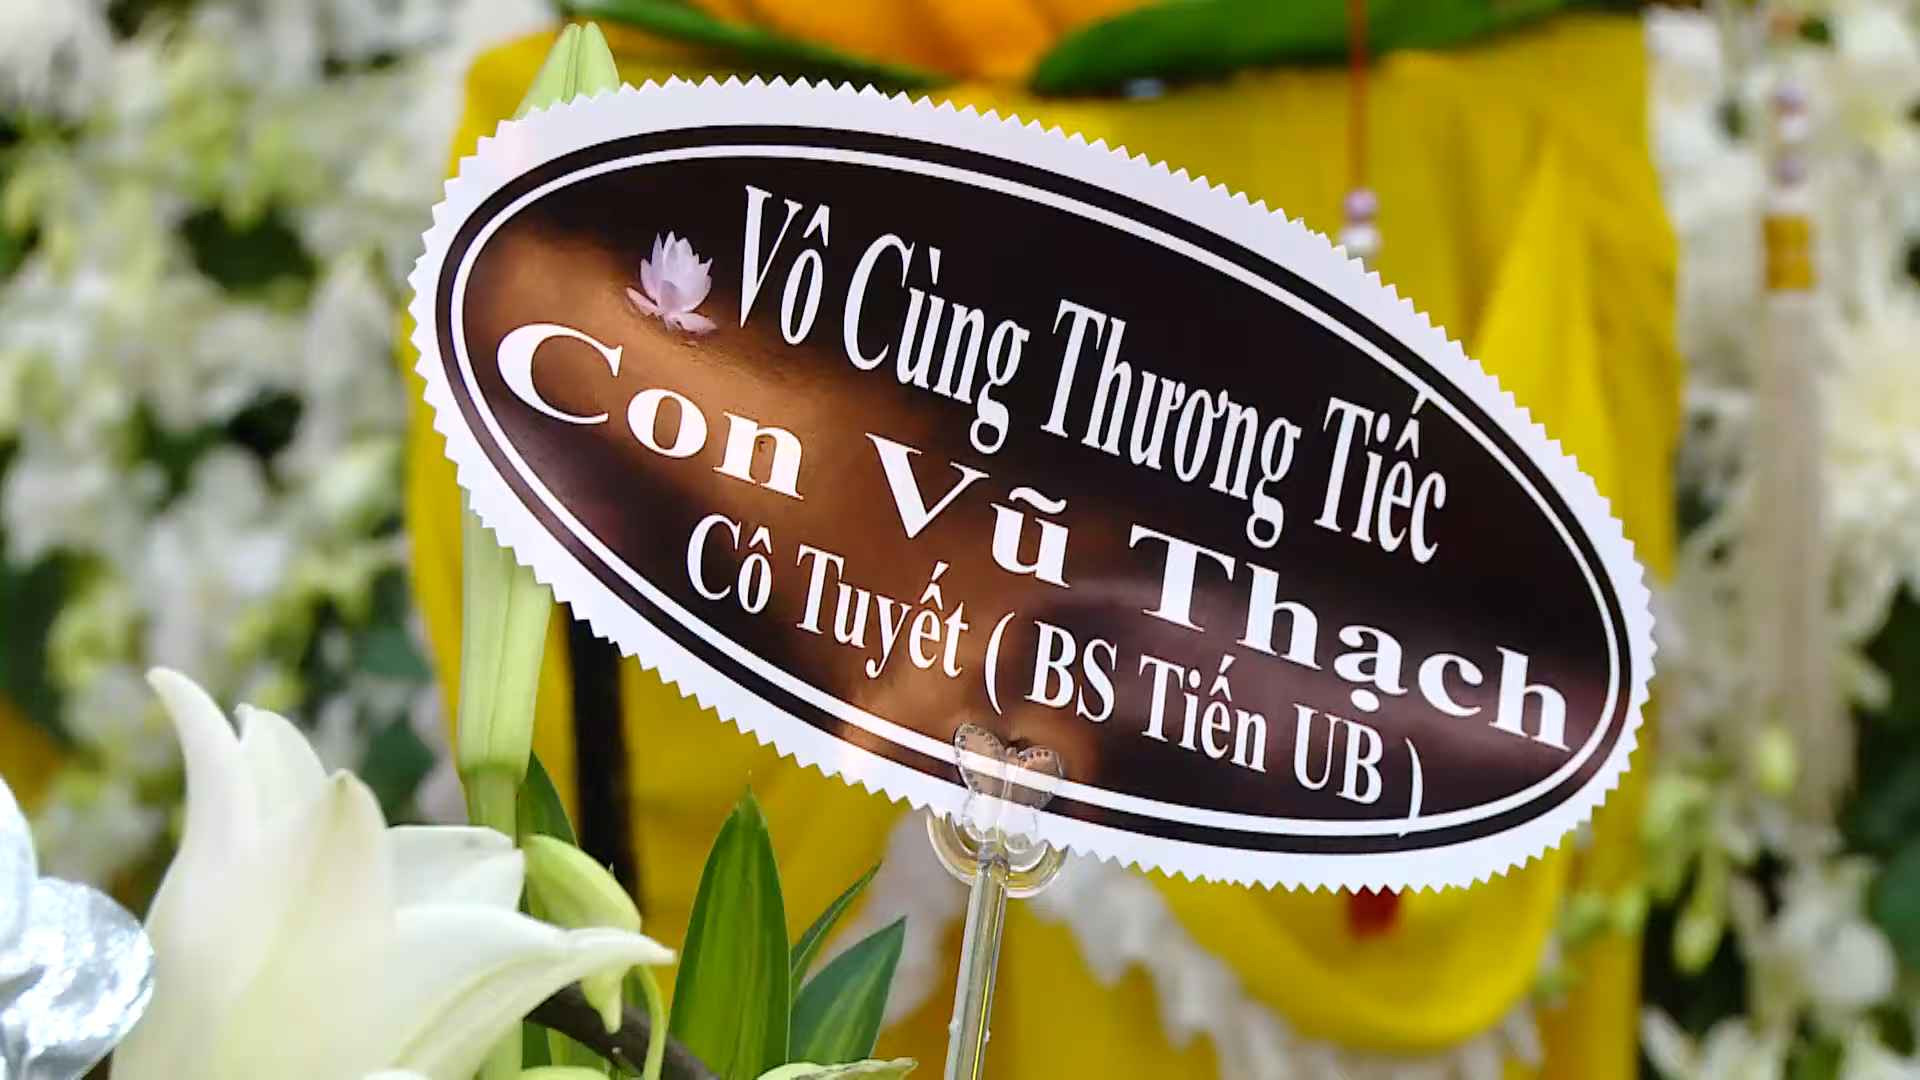 Vô Cùng Thương Tiếc
Con Vũ Thạch
Cô Tuyết ( BS Tiến UB )